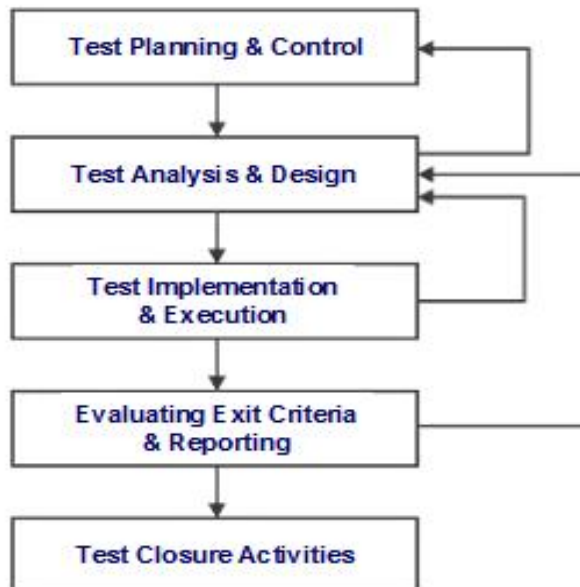 Test Planning & Control
Test Analysis & Design
Test Implementation
& Execution
Evaluating Exit Criteria
& Reporting
Test Closure Activities